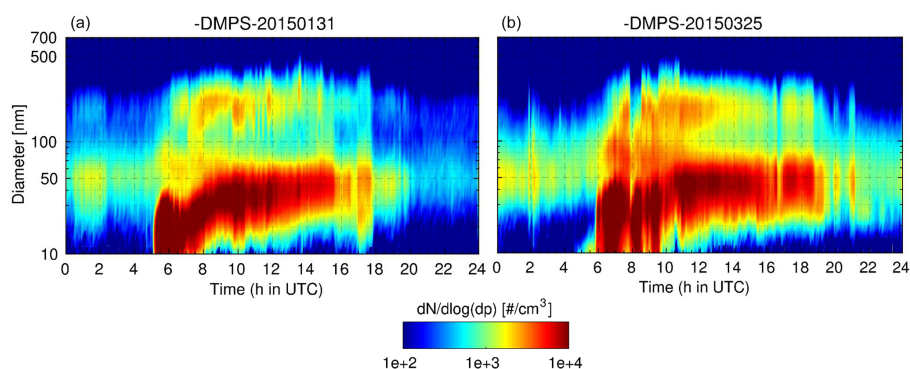 (a) -DMPS-20150131
(b) -DMPS-20150325
700
500
100
50
10
Diameter [nm]
0 2 4 6 8 10 12 14 16 18 20 22 24
0 2 4 6 8 10 12 14 16 18 20 22 24
Time (h in UTC)
Time (h in UTC)
dN/dlog(dp) [#/cm³]
1e+2 1e+3 1e+4